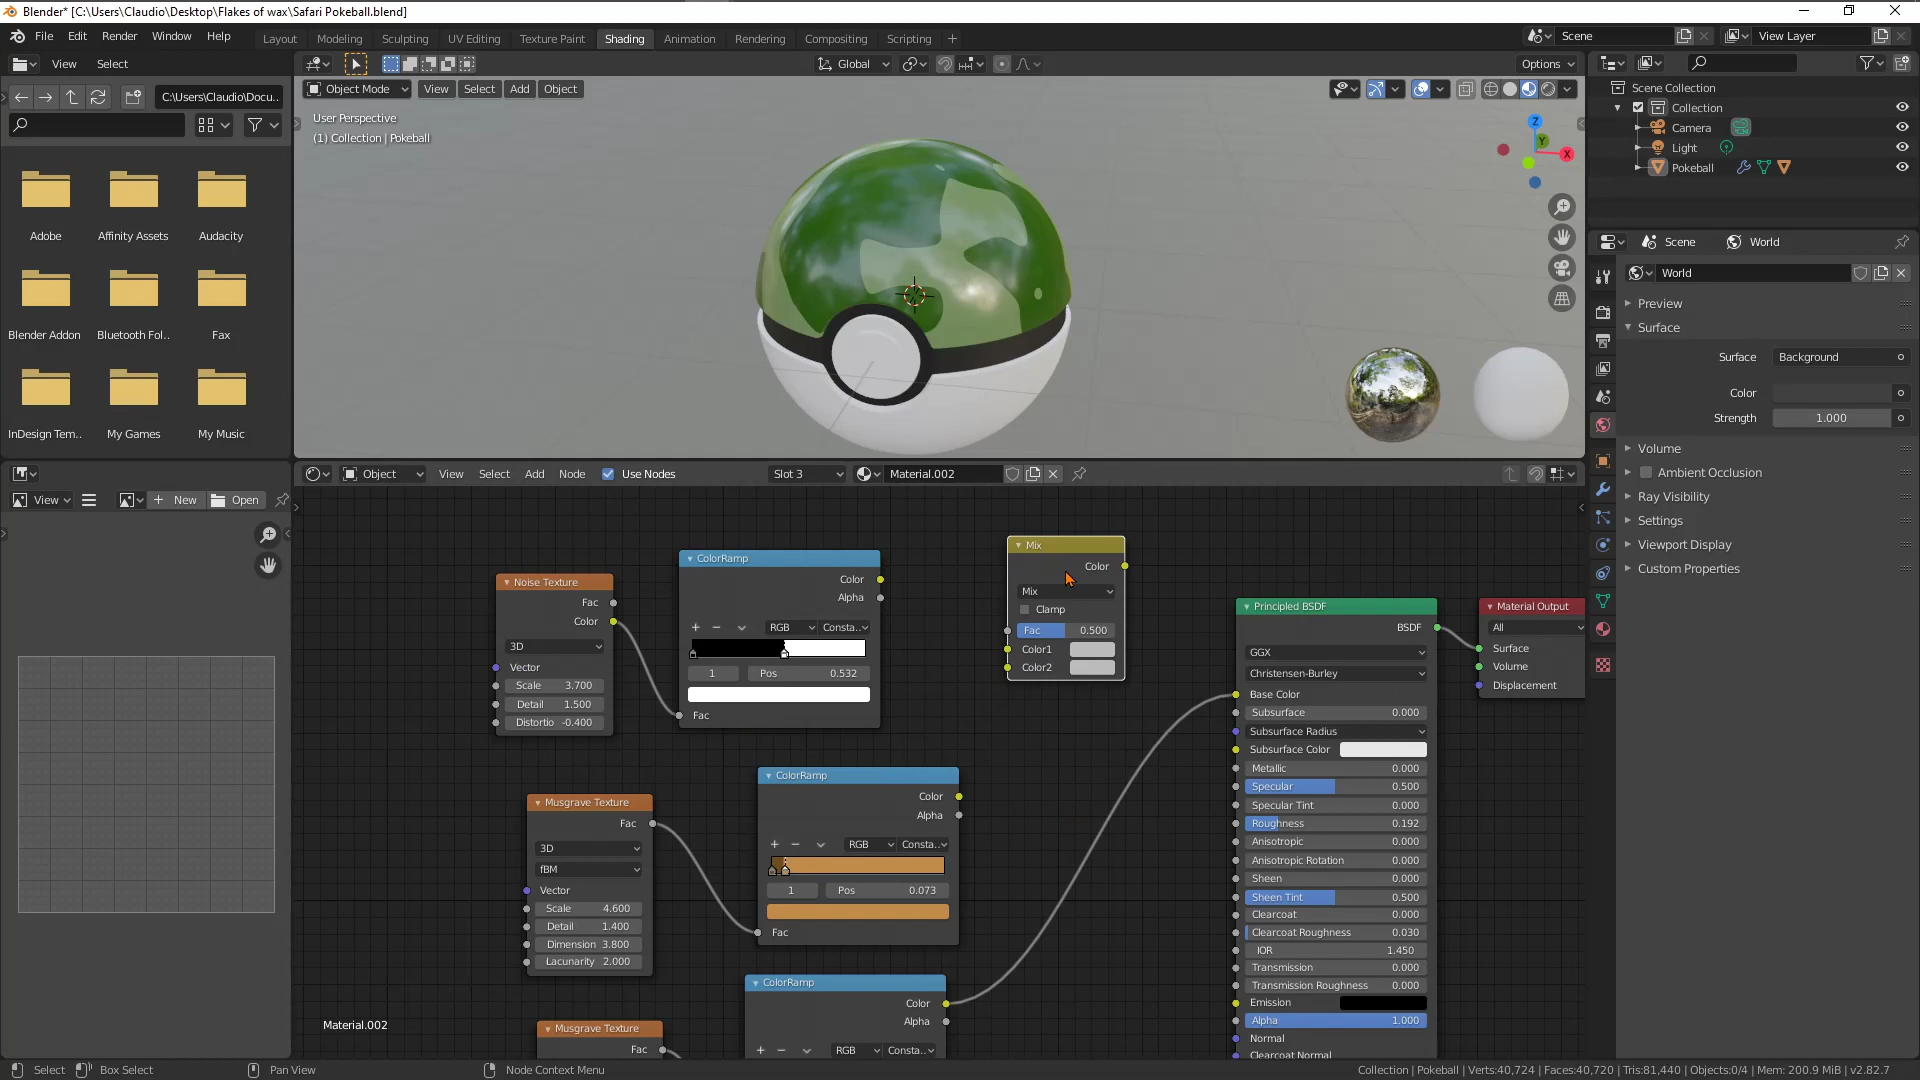 Blender* [C:\Users\Claudio\Desktop\Flakes of wax\Safari Pokeball.blend]
File Edit Render Window Help
Layout Modeling Sculpting UV Editing Texture Paint Shading Animation Rendering Compositing Scripting
Scene
View Layer
View Select
Global
Options
C:\Users\Claudio\Docu..
Object Mode View Select Add Object
User Perspective
(1) Collection | Pokeball
Z
Y
X
Adobe Affinity Assets Audacity
Blender Addon Bluetooth Fol.. Fax
InDesign Tem.. My Games My Music
Scene Collection
Collection
Camera
Light
Pokeball
Scene World
World
Preview
Surface
Surface Background
Color
Strength 1.000
Volume
Ambient Occlusion
Ray Visibility
Settings
Viewport Display
Custom Properties
View New Open
Object View Select Add Node Use Nodes Slot 3 Material.002
Noise Texture
Fac
Color
3D
Vector
Scale 3.700
Detail 1.500
Distortio -0.400
ColorRamp
Color
Alpha
RGB Consta..
1 Pos 0.532
Fac
Mix
Color
Mix
Clamp
Fac 0.500
Color1
Color2
Musgrave Texture
Fac
3D
fBM
Vector
Scale 4.600
Detail 1.400
Dimension 3.800
Lacunarity 2.000
ColorRamp
Color
Alpha
RGB Consta..
1 Pos 0.073
Fac
Musgrave Texture
Fac
ColorRamp
Color
Alpha
RGB Consta..
Principled BSDF
BSDF
GGX
Christensen-Burley
Base Color
Subsurface 0.000
Subsurface Radius
Subsurface Color
Metallic 0.000
Specular 0.500
Specular Tint 0.000
Roughness 0.192
Anisotropic 0.000
Anisotropic Rotation 0.000
Sheen 0.000
Sheen Tint 0.500
Clearcoat 0.000
Clearcoat Roughness 0.030
IOR 1.450
Transmission 0.000
Transmission Roughness 0.000
Emission
Alpha 1.000
Normal
Clearcoat Normal
Material Output
All
Surface
Volume
Displacement
Material.002
Select Box Select Pan View Node Context Menu
Collection | Pokeball | Verts:40,724 | Faces:40,720 | Tris:81,440 | Objects:0/4 | Mem: 200.9 MiB | v2.82.7